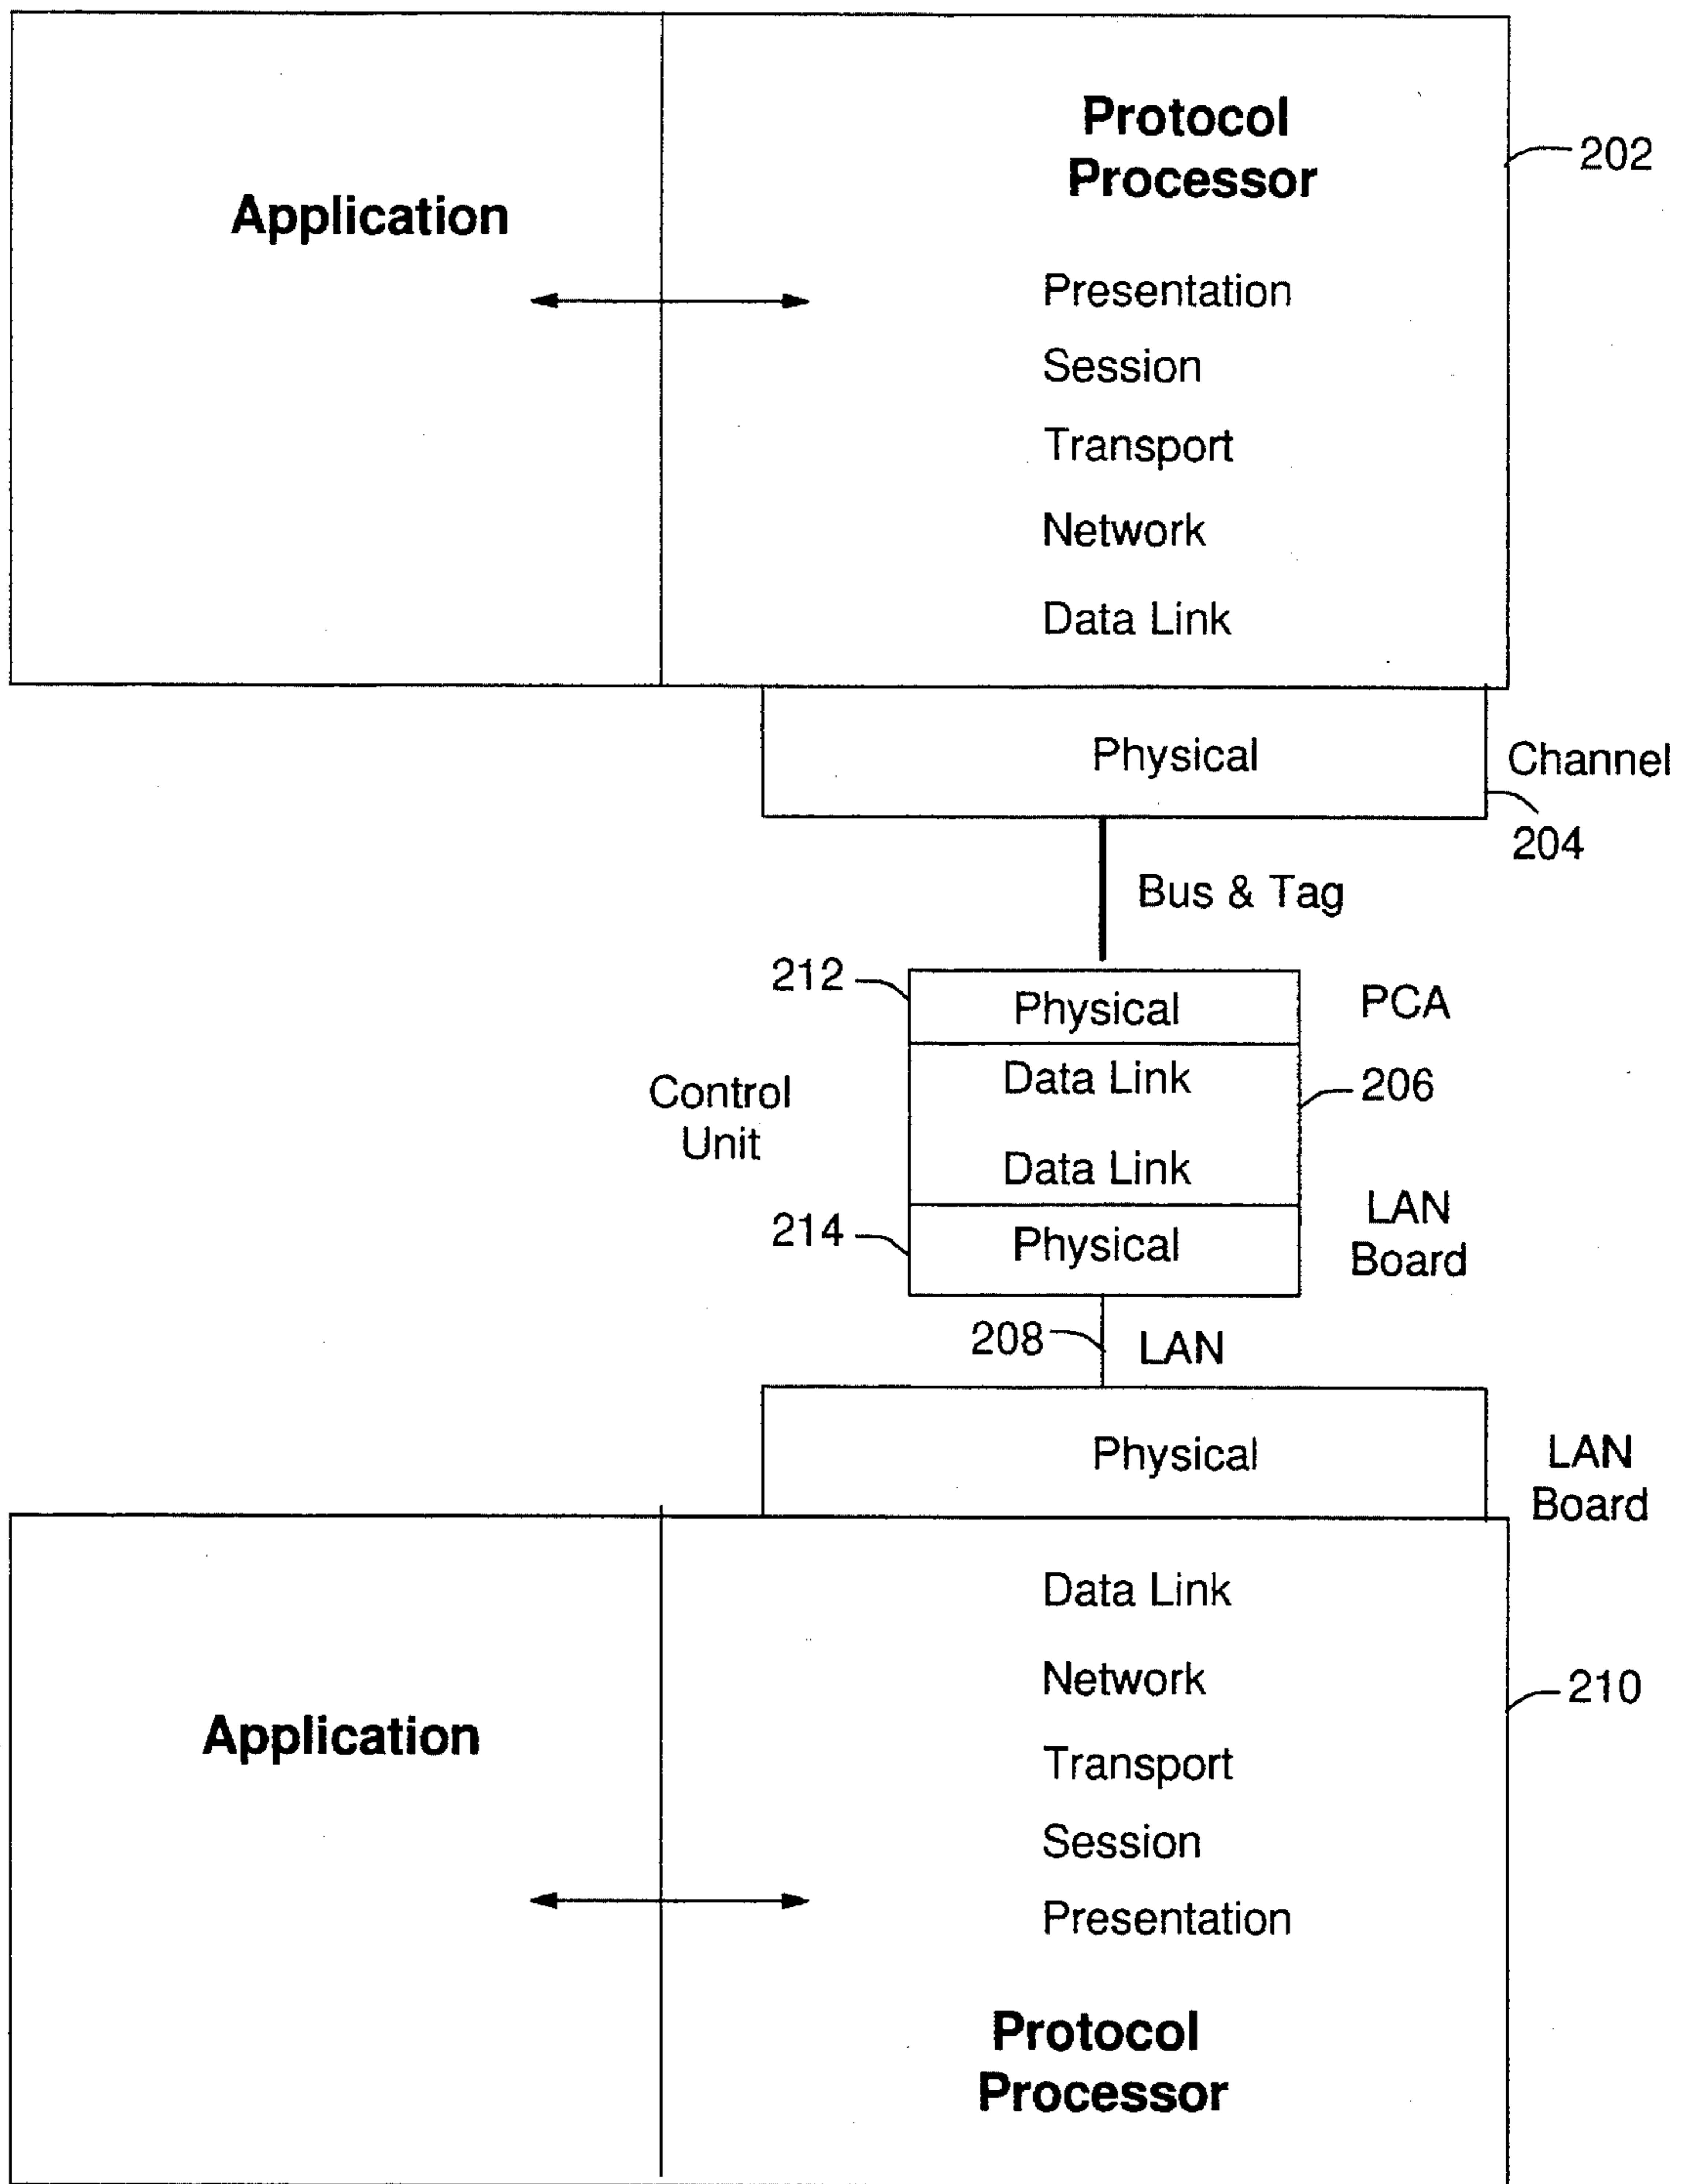 Protocol
Processor
202
Application
Presentation
Session
Transport
Network
Data Link
Physical
Channel
204
Bus & Tag
212
Physical
PCA
Control
Unit
Data Link
206
Data Link
LAN
Board
214
Physical
208
LAN
Physical
LAN
Board
Data Link
Network
210
Application
Transport
Session
Presentation
Protocol
Processor